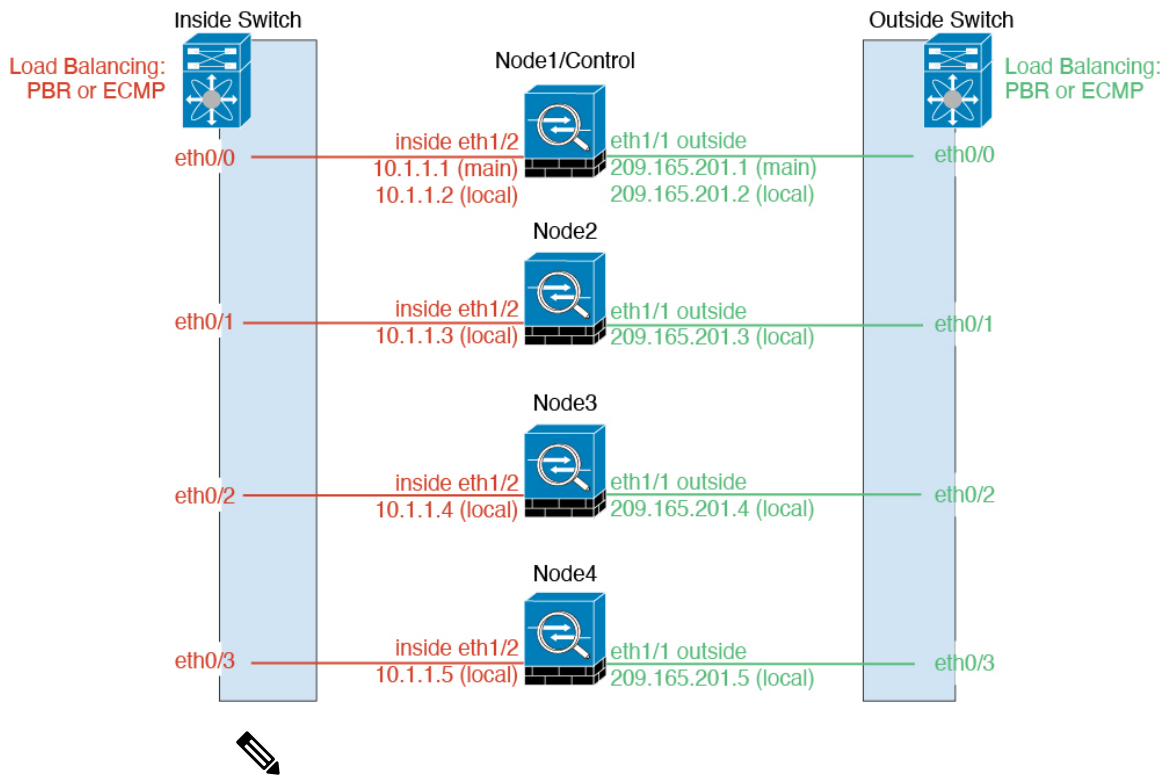 Inside Switch
Outside Switch
Load Balancing:
PBR or ECMP
Node1/Control
Load Balancing:
PBR or ECMP
eth0/0
inside eth1/2
10.1.1.1 (main)
10.1.1.2 (local)
eth1/1 outside
209.165.201.1 (main)
209.165.201.2 (local)
eth0/0
Node2
eth0/1
inside eth1/2
10.1.1.3 (local)
eth1/1 outside
209.165.201.3 (local)
eth0/1
Node3
eth0/2
inside eth1/2
10.1.1.4 (local)
eth1/1 outside
209.165.201.4 (local)
eth0/2
Node4
eth0/3
inside eth1/2
10.1.1.5 (local)
eth1/1 outside
209.165.201.5 (local)
eth0/3